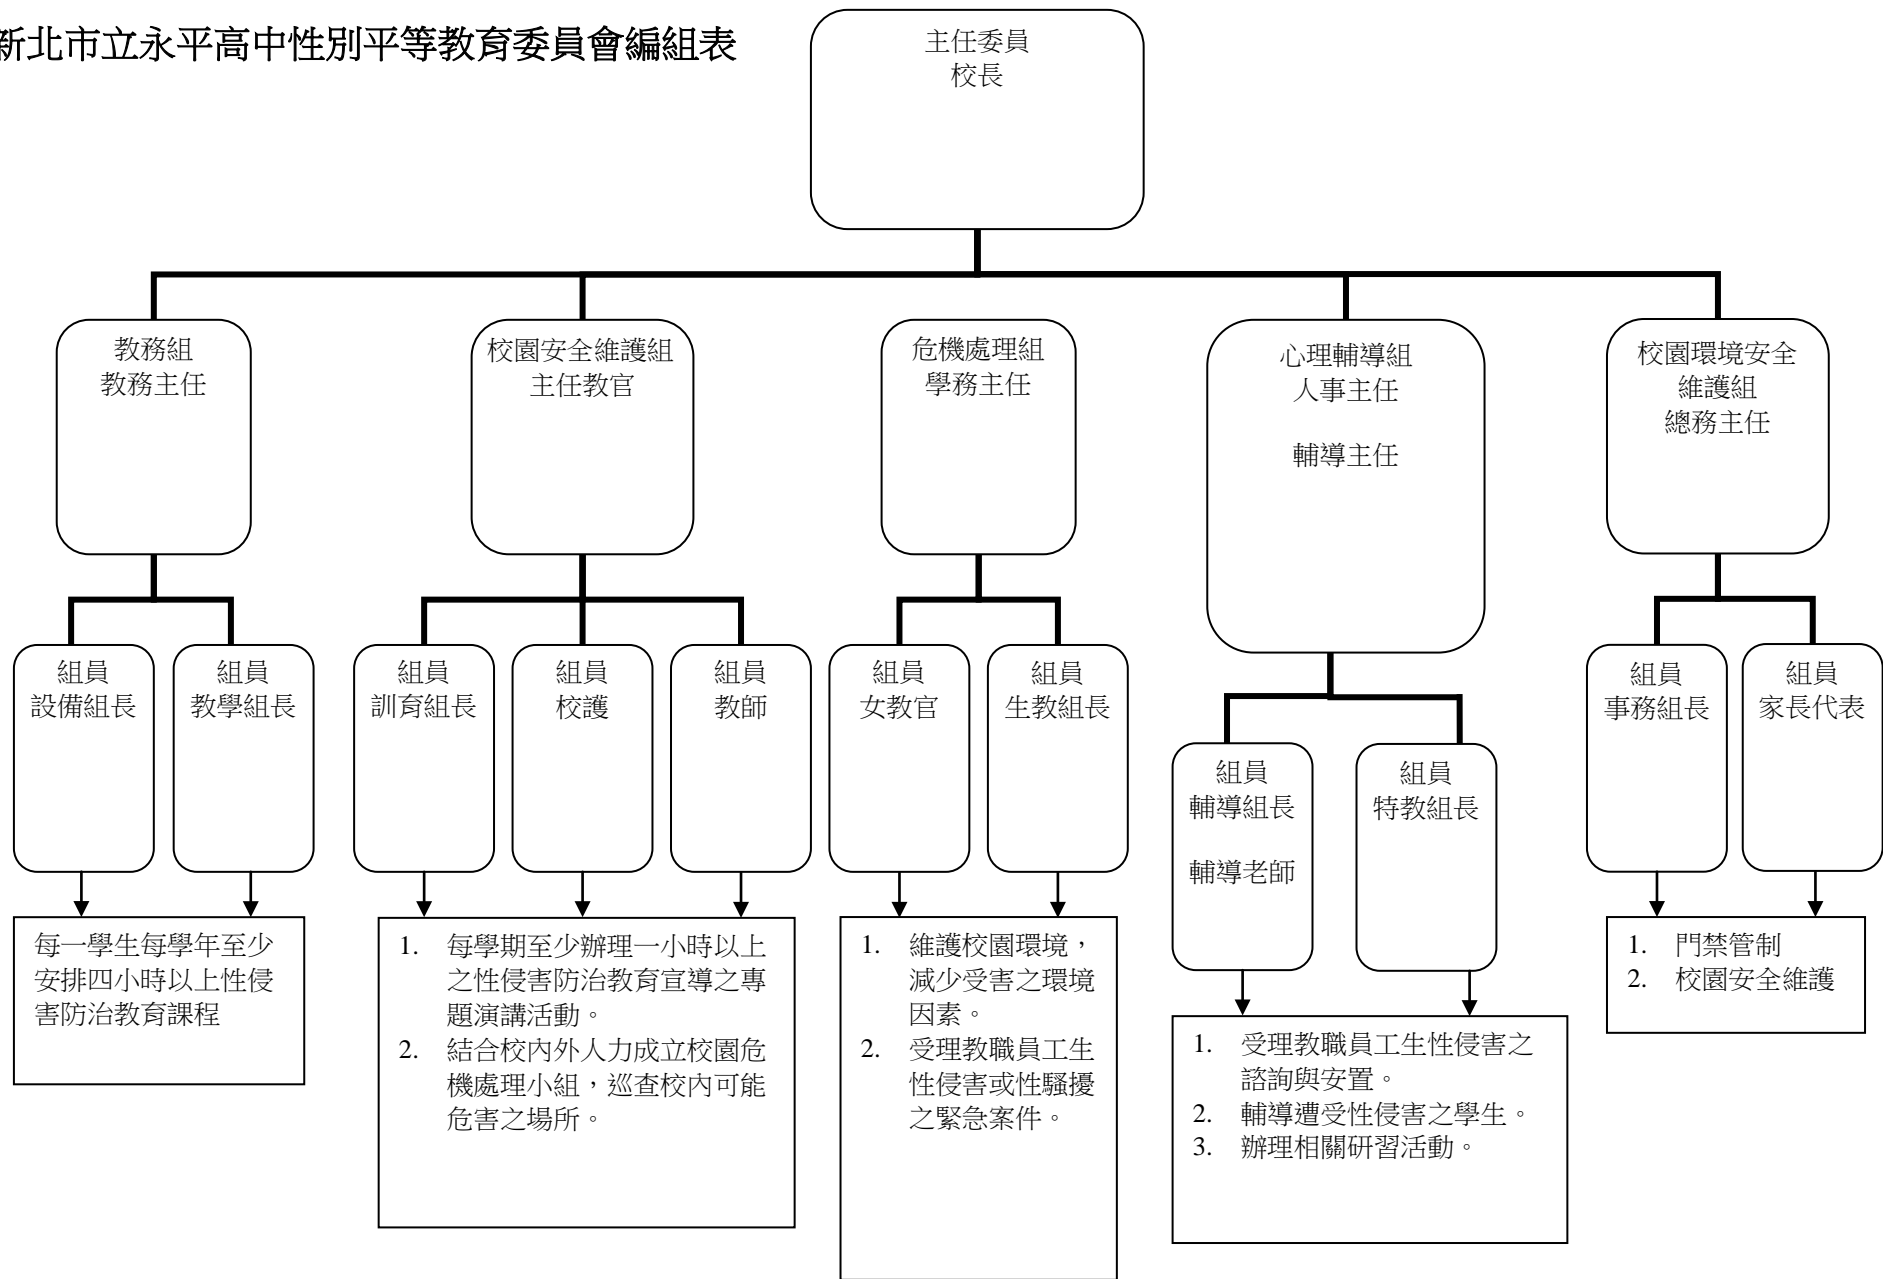 新北市立永平高中性別平等教育委員會編組表
主任委員
校長
教務組
教務主任
校園安全維護組
主任教官
危機處理組
學務主任
心理輔導組
人事主任
輔導主任
校園環境安全
維護組
總務主任
組員
設備組長
組員
教學組長
組員
訓育組長
組員
校護
組員
教師
組員
女教官
組員
生教組長
組員
輔導組長
輔導老師
組員
特教組長
組員
事務組長
組員
家長代表
每一學生每學年至少
安排四小時以上性侵
害防治教育課程
1. 每學期至少辦理一小時以上
之性侵害防治教育宣導之專
題演講活動。
2. 結合校內外人力成立校園危
機處理小組，巡查校內可能
危害之場所。
1. 維護校園環境，
減少受害之環境
因素。
2. 受理教職員工生
性侵害或性騷擾
之緊急案件。
1. 受理教職員工生性侵害之
諮詢與安置。
2. 輔導遭受性侵害之學生。
3. 辦理相關研習活動。
1. 門禁管制
2. 校園安全維護